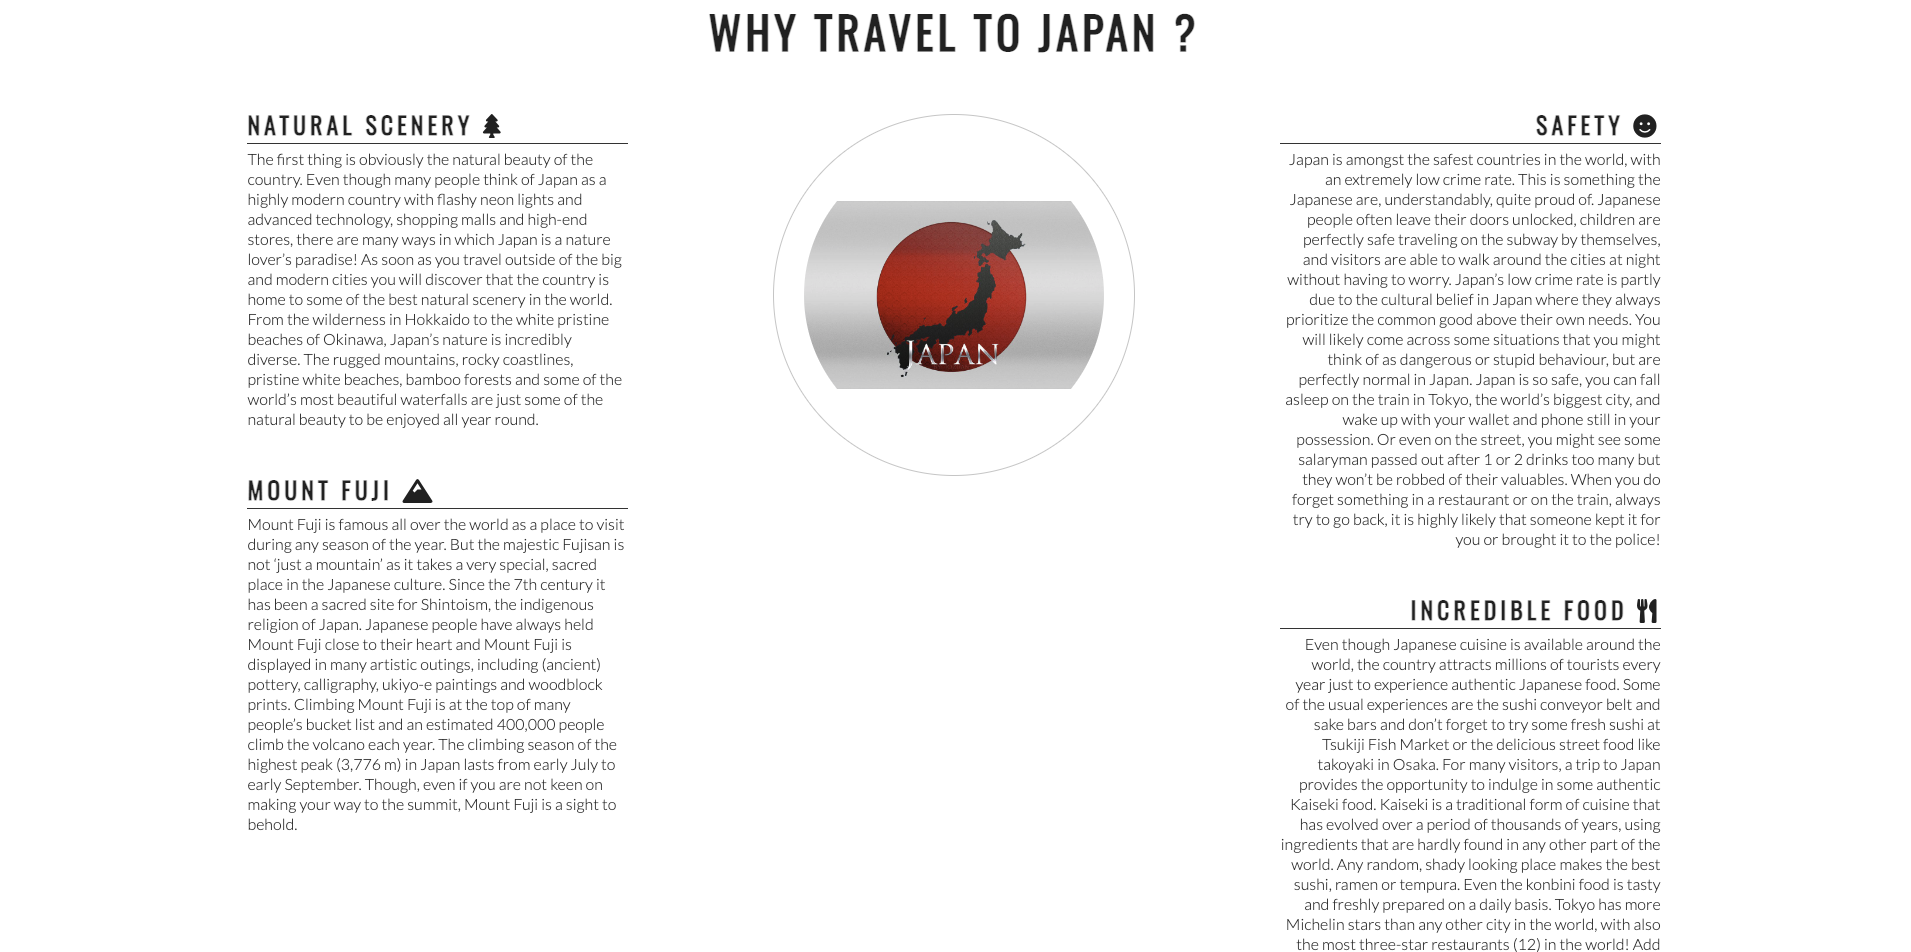 WHY TRAVEL TO JAPAN ?
NATURAL SCENERY
The first thing is obviously the natural beauty of the
country. Even though many people think of Japan as a
highly modern country with flashy neon lights and
advanced technology, shopping malls and high-end
stores, there are many ways in which Japan is a nature
lover’s paradise! As soon as you travel outside of the big
and modern cities you will discover that the country is
home to some of the best natural scenery in the world.
From the wilderness in Hokkaido to the white pristine
beaches of Okinawa, Japan’s nature is incredibly
diverse. The rugged mountains, rocky coastlines,
pristine white beaches, bamboo forests and some of the
world’s most beautiful waterfalls are just some of the
natural beauty to be enjoyed all year round.
MOUNT FUJI
Mount Fuji is famous all over the world as a place to visit
during any season of the year. But the majestic Fujisan is
not ‘just a mountain’ as it takes a very special, sacred
place in the Japanese culture. Since the 7th century it
has been a sacred site for Shintoism, the indigenous
religion of Japan. Japanese people have always held
Mount Fuji close to their heart and Mount Fuji is
displayed in many artistic outings, including (ancient)
pottery, calligraphy, ukiyo-e paintings and woodblock
prints. Climbing Mount Fuji is at the top of many
people’s bucket list and an estimated 400,000 people
climb the volcano each year. The climbing season of the
highest peak (3,776 m) in Japan lasts from early July to
early September. Though, even if you are not keen on
making your way to the summit, Mount Fuji is a sight to
behold.
JAPAN
SAFETY
Japan is amongst the safest countries in the world, with
an extremely low crime rate. This is something the
Japanese are, understandably, quite proud of. Japanese
people often leave their doors unlocked, children are
perfectly safe traveling on the subway by themselves,
and visitors are able to walk around the cities at night
without having to worry. Japan’s low crime rate is partly
due to the cultural belief in Japan where they always
prioritize the common good above their own needs. You
will likely come across some situations that you might
think of as dangerous or stupid behaviour, but are
perfectly normal in Japan. Japan is so safe, you can fall
asleep on the train in Tokyo, the world’s biggest city, and
wake up with your wallet and phone still in your
possession. Or even on the street, you might see some
salaryman passed out after 1 or 2 drinks too many but
they won’t be robbed of their valuables. When you do
forget something in a restaurant or on the train, always
try to go back, it is highly likely that someone kept it for
you or brought it to the police!
INCREDIBLE FOOD
Even though Japanese cuisine is available around the
world, the country attracts millions of tourists every
year just to experience authentic Japanese food. Some
of the usual experiences are the sushi conveyor belt and
sake bars and don’t forget to try some fresh sushi at
Tsukiji Fish Market or the delicious street food like
takoyaki in Osaka. For many visitors, a trip to Japan
provides the opportunity to indulge in some authentic
Kaiseki food. Kaiseki is a traditional form of cuisine that
has evolved over a period of thousands of years, using
ingredients that are hardly found in any other part of the
world. Any random, shady looking place makes the best
sushi, ramen or tempura. Even the konbini food is tasty
and freshly prepared on a daily basis. Tokyo has more
Michelin stars than any other city in the world, with also
the most three-star restaurants (12) in the world! Add